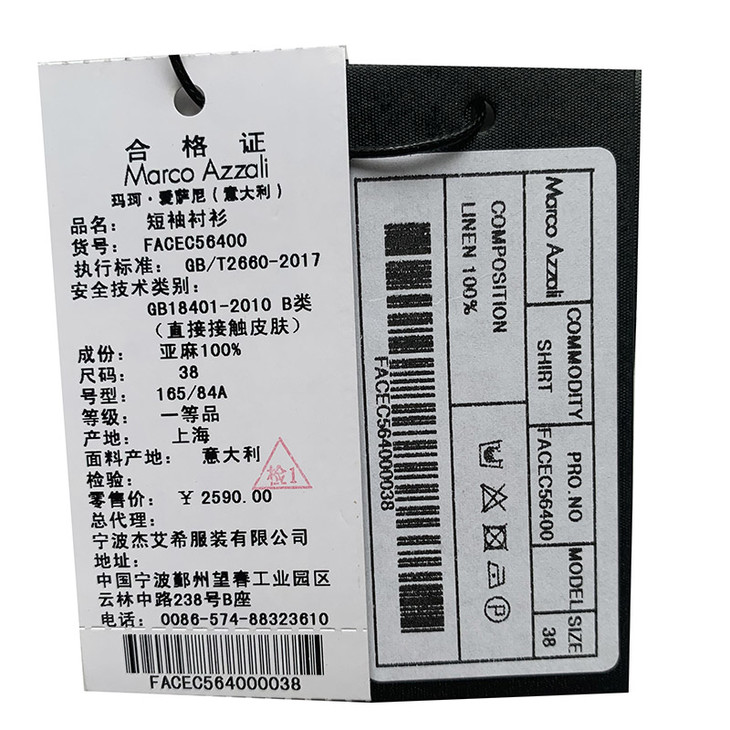 合格证
Marco Azzali
玛珂·爱萨尼(意大利)
品名: 短袖衬衫
货号: FACEC56400
执行标准: GB/T2660-2017
安全技术类别:
GB18401-2010 B类
(直接接触皮肤)
成份: 亚麻100%
尺码: 38
号型: 165/84A
等级: 一等品
产地: 上海
面料产地: 意大利
检验: 检1
零售价: ¥2590.00
总代理:
宁波杰艾希服装有限公司
地址:
中国宁波鄞州望春工业园区
云林中路238号B座
电话: 0086-574-88323610
FACEC564000038
Marco Azzali
COMMODITY PRO.NO MODEL SIZE
SHIRT FACEC56400 38
COMPOSITION
LINEN 100%
P
FACEC564000038